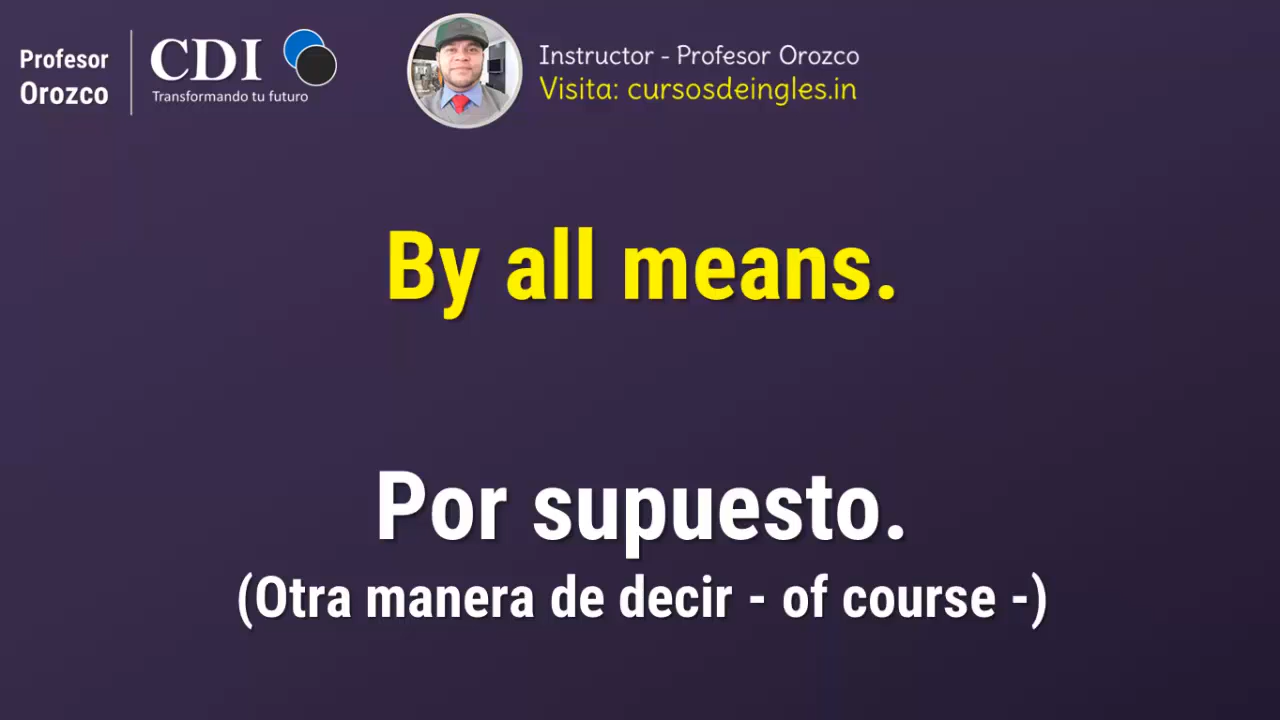 Profesor
Orozco
CDI
Transformando tu futuro
Instructor - Profesor Orozco
Visita: cursosdeingles.in
By all means.
Por supuesto.
(Otra manera de decir - of course -)